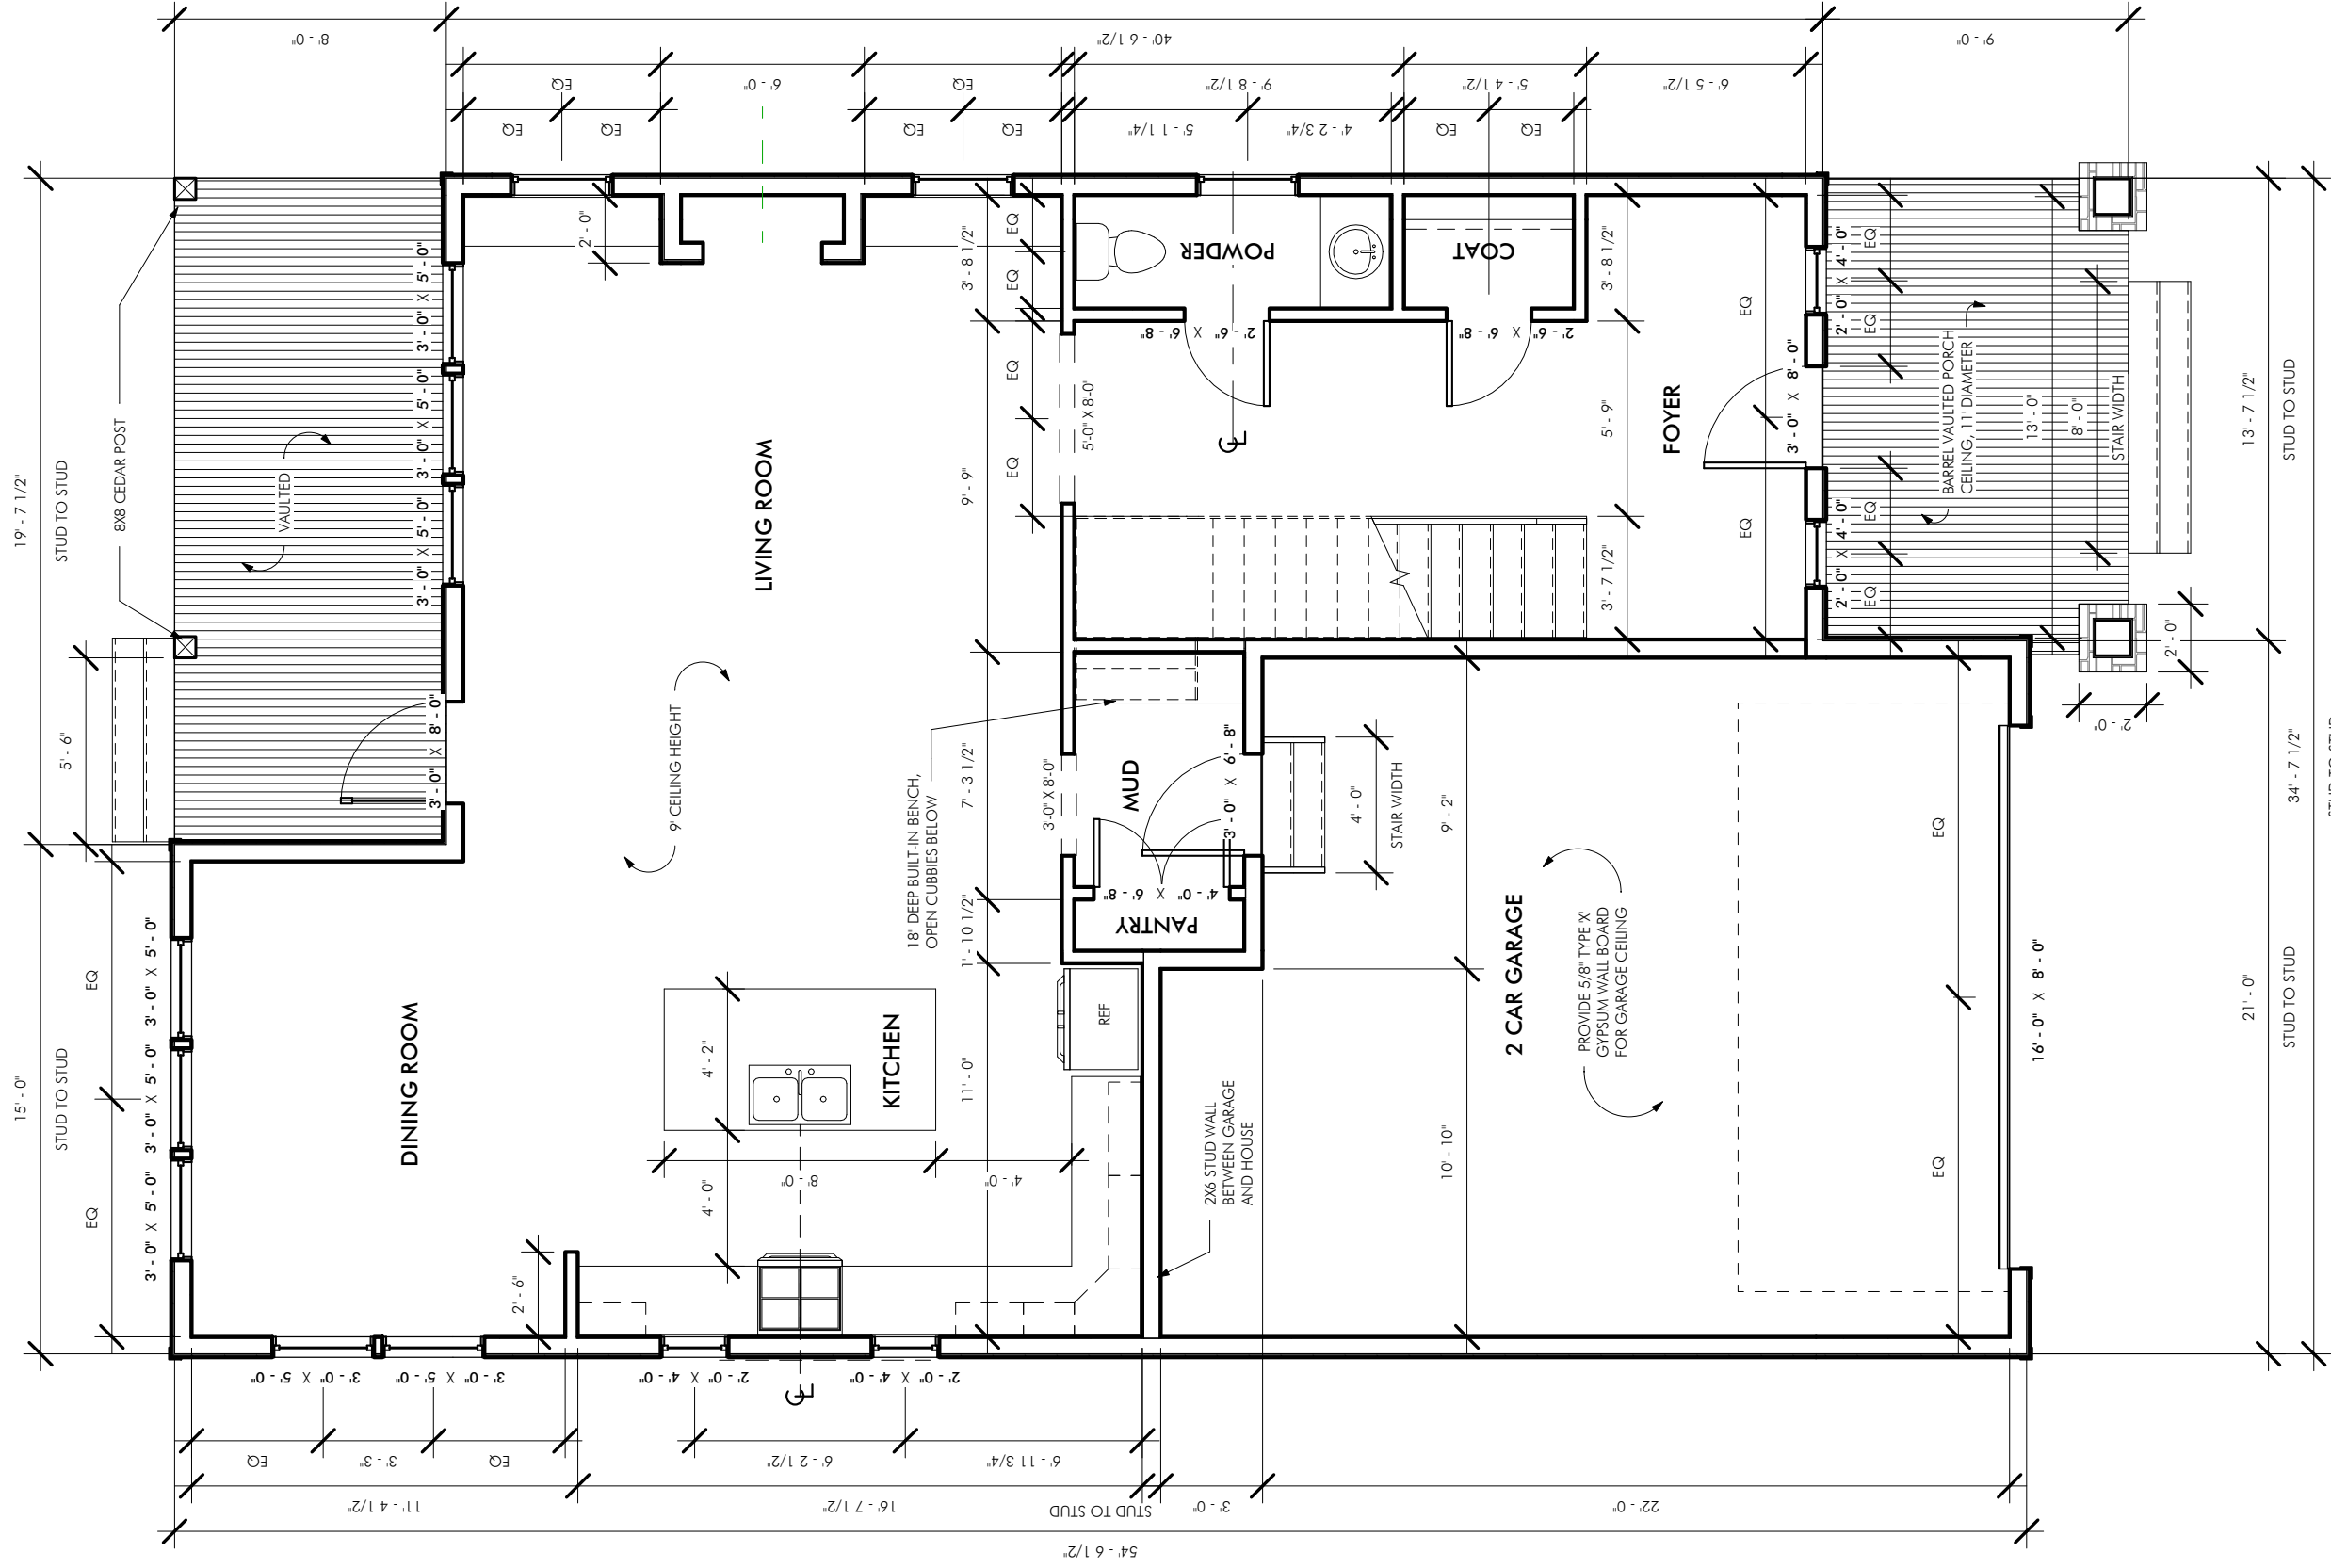 8' - 0"
40' - 6 1/2"
9' - 0"
EQ
6' - 0"
EQ
9' - 8 1/2"
5' - 4 1/2"
6' - 5 1/2"
EQ
EQ
EQ
EQ
5' - 1 1/4"
4' - 2 3/4"
EQ
EQ
19' - 7 1/2"
STUD TO STUD
8X8 CEDAR POST
VAULTED
3' - 0" X 5' - 0"
3' - 0" X 5' - 0"
3' - 0" X 5' - 0"
2' - 0"
LIVING ROOM
3' - 8 1/2"
EQ
EQ
EQ
EQ
9' - 9"
5'-0" X 8-0"
POWDER
2' - 6" X 6' - 8"
COAT
2' - 6" X 6' - 8"
CL
3' - 8 1/2"
5' - 9"
3' - 7 1/2"
FOYER
EQ
EQ
3' - 0" X 8' - 0"
2' - 0" X 4' - 0"
2' - 0" X 4' - 0"
EQ
EQ
EQ
EQ
BARREL VAULTED PORCH
CEILING, 11' DIAMETER
13' - 0"
8' - 0"
STAIR WIDTH
13' - 7 1/2"
STUD TO STUD
2' - 0"
2' - 0"
5' - 6"
3' - 0" X 8' - 0"
9' CEILING HEIGHT
18" DEEP BUILT-IN BENCH,
OPEN CUBBIES BELOW
7' - 3 1/2"
3'-0" X 8'-0"
MUD
3' - 0" X 6' - 8"
4' - 0" X 6' - 8"
PANTRY
1' - 10 1/2"
4' - 0"
STAIR WIDTH
9' - 2"
34' - 7 1/2"
15' - 0"
STUD TO STUD
EQ
EQ
3' - 0" X 5' - 0"
3' - 0" X 5' - 0"
3' - 0" X 5' - 0"
DINING ROOM
KITCHEN
4' - 2"
4' - 0"
8' - 0"
4' - 0"
11' - 0"
REF
2' - 6"
2X6 STUD WALL
BETWEEN GARAGE
AND HOUSE
2 CAR GARAGE
PROVIDE 5/8" TYPE 'X'
GYPSUM WALL BOARD
FOR GARAGE CEILING
10' - 10"
EQ
EQ
16' - 0" X 8' - 0"
21' - 0"
STUD TO STUD
3' - 0" X 5' - 0"
3' - 0" X 5' - 0"
2' - 0" X 4' - 0"
2' - 0" X 4' - 0"
CL
EQ
3' - 3"
EQ
6' - 2 1/2"
6' - 11 3/4"
11' - 4 1/2"
16' - 7 1/2"
3' - 0"
22' - 0"
STUD TO STUD
54' - 6 1/2"